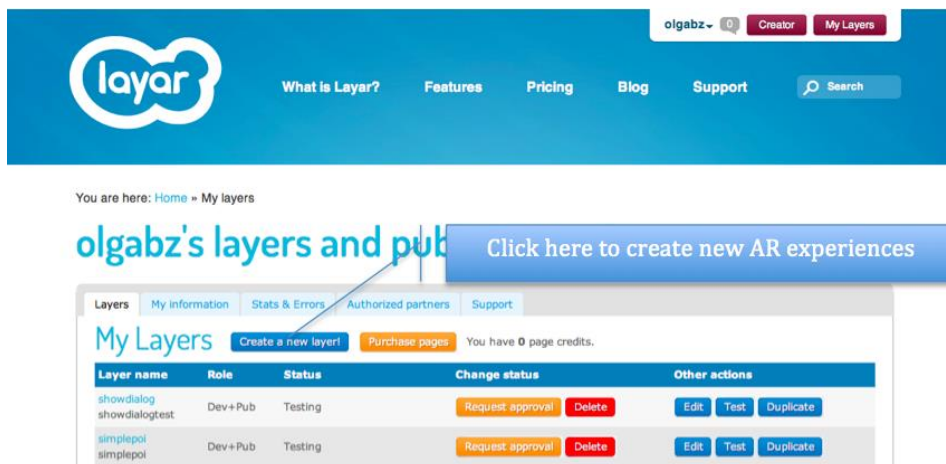 olgabz 0 Creator My Layers
layar What is Layar? Features Pricing Blog Support Search
You are here: Home » My layers
olgabz's layers and pub
Click here to create new AR experiences
Layers My information Stats & Errors Authorized partners Support
My Layers Create a new layer! Purchase pages You have 0 page credits.
Layer name Role Status Change status Other actions
showdialog
showdialogtest Dev+Pub Testing Request approval Delete Edit Test Duplicate
simplepoi
simplepoi Dev+Pub Testing Request approval Delete Edit Test Duplicate